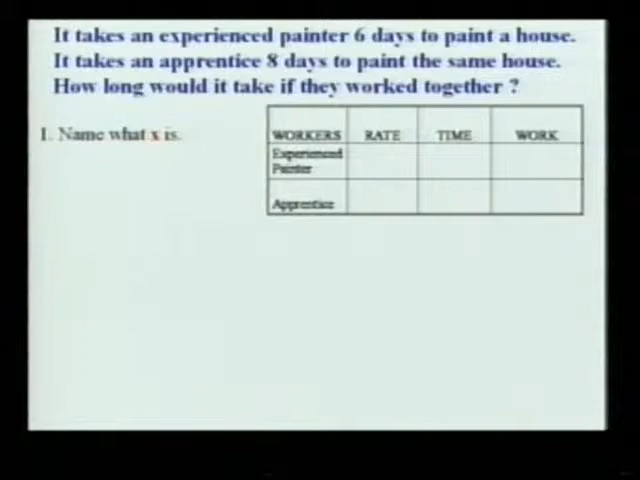 It takes an experienced painter 6 days to paint a house.
It takes an apprentice 8 days to paint the same house.
How long would it take if they worked together ?
1. Name what x is.
WORKERS RATE TIME WORK
Experienced
Painter
Apprentice